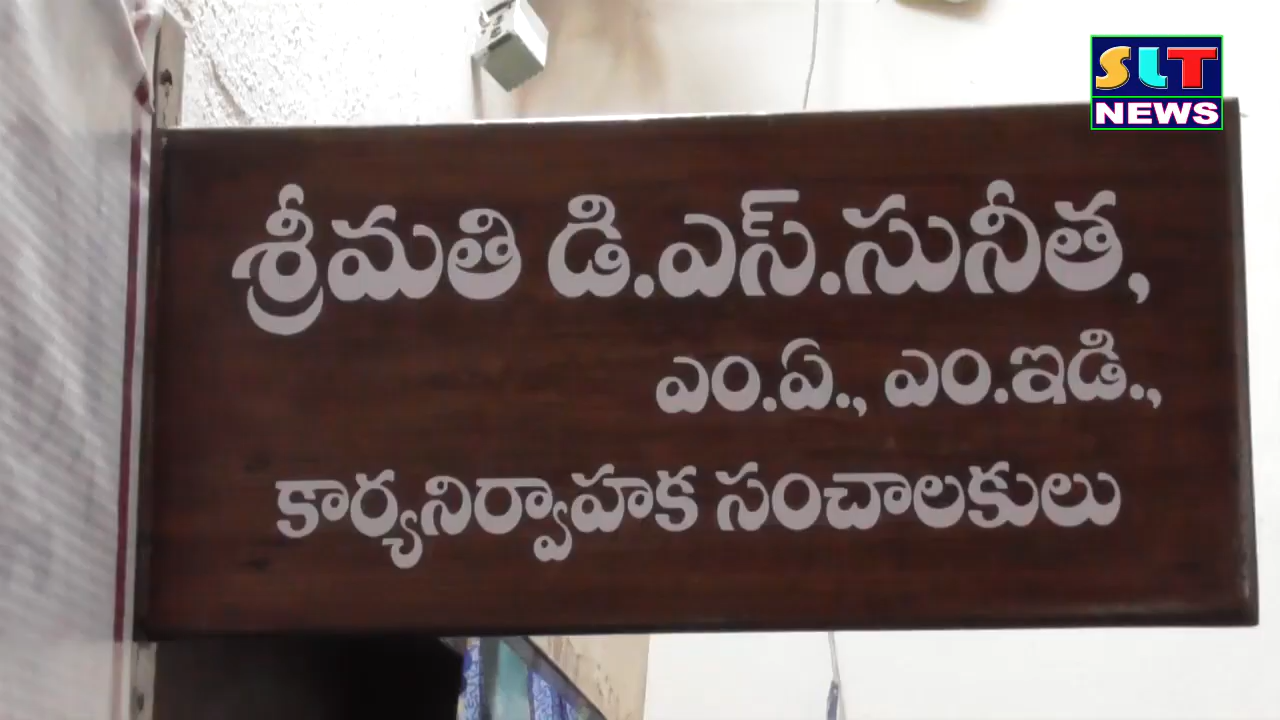 SLT
NEWS
శ్రీమతి డి.ఎస్.సునీత,
ఎం.ఏ., ఎం.ఇడి.,
కార్యనిర్వాహక సంచాలకులు